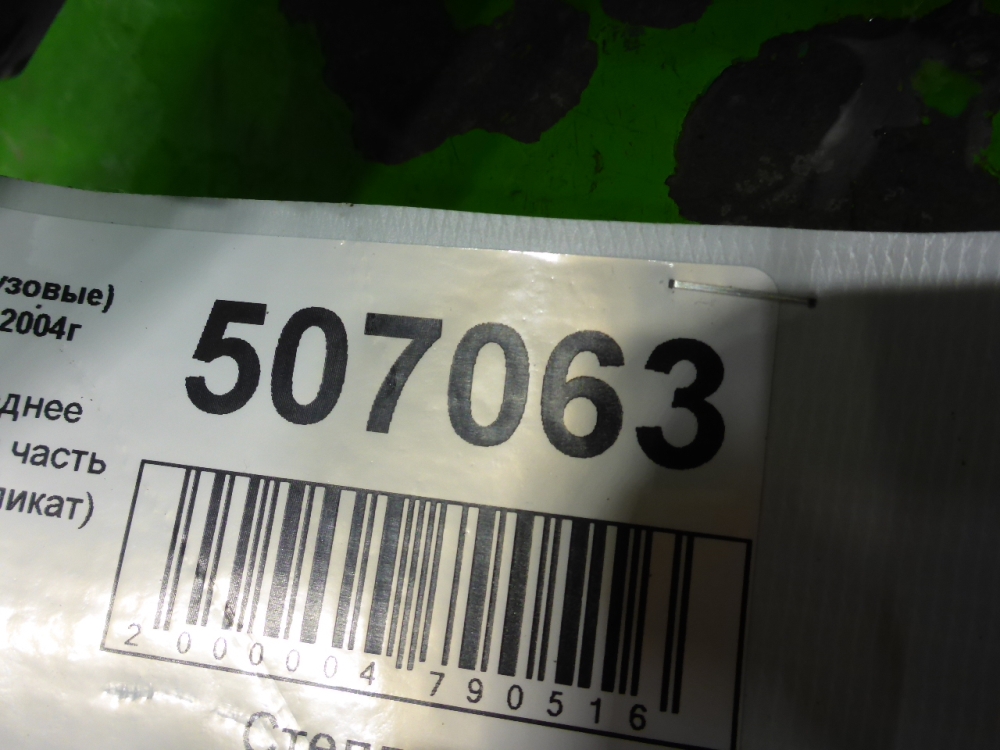 узовые)
2004г
507063
днее
часть
ликат)
2 000004 790516